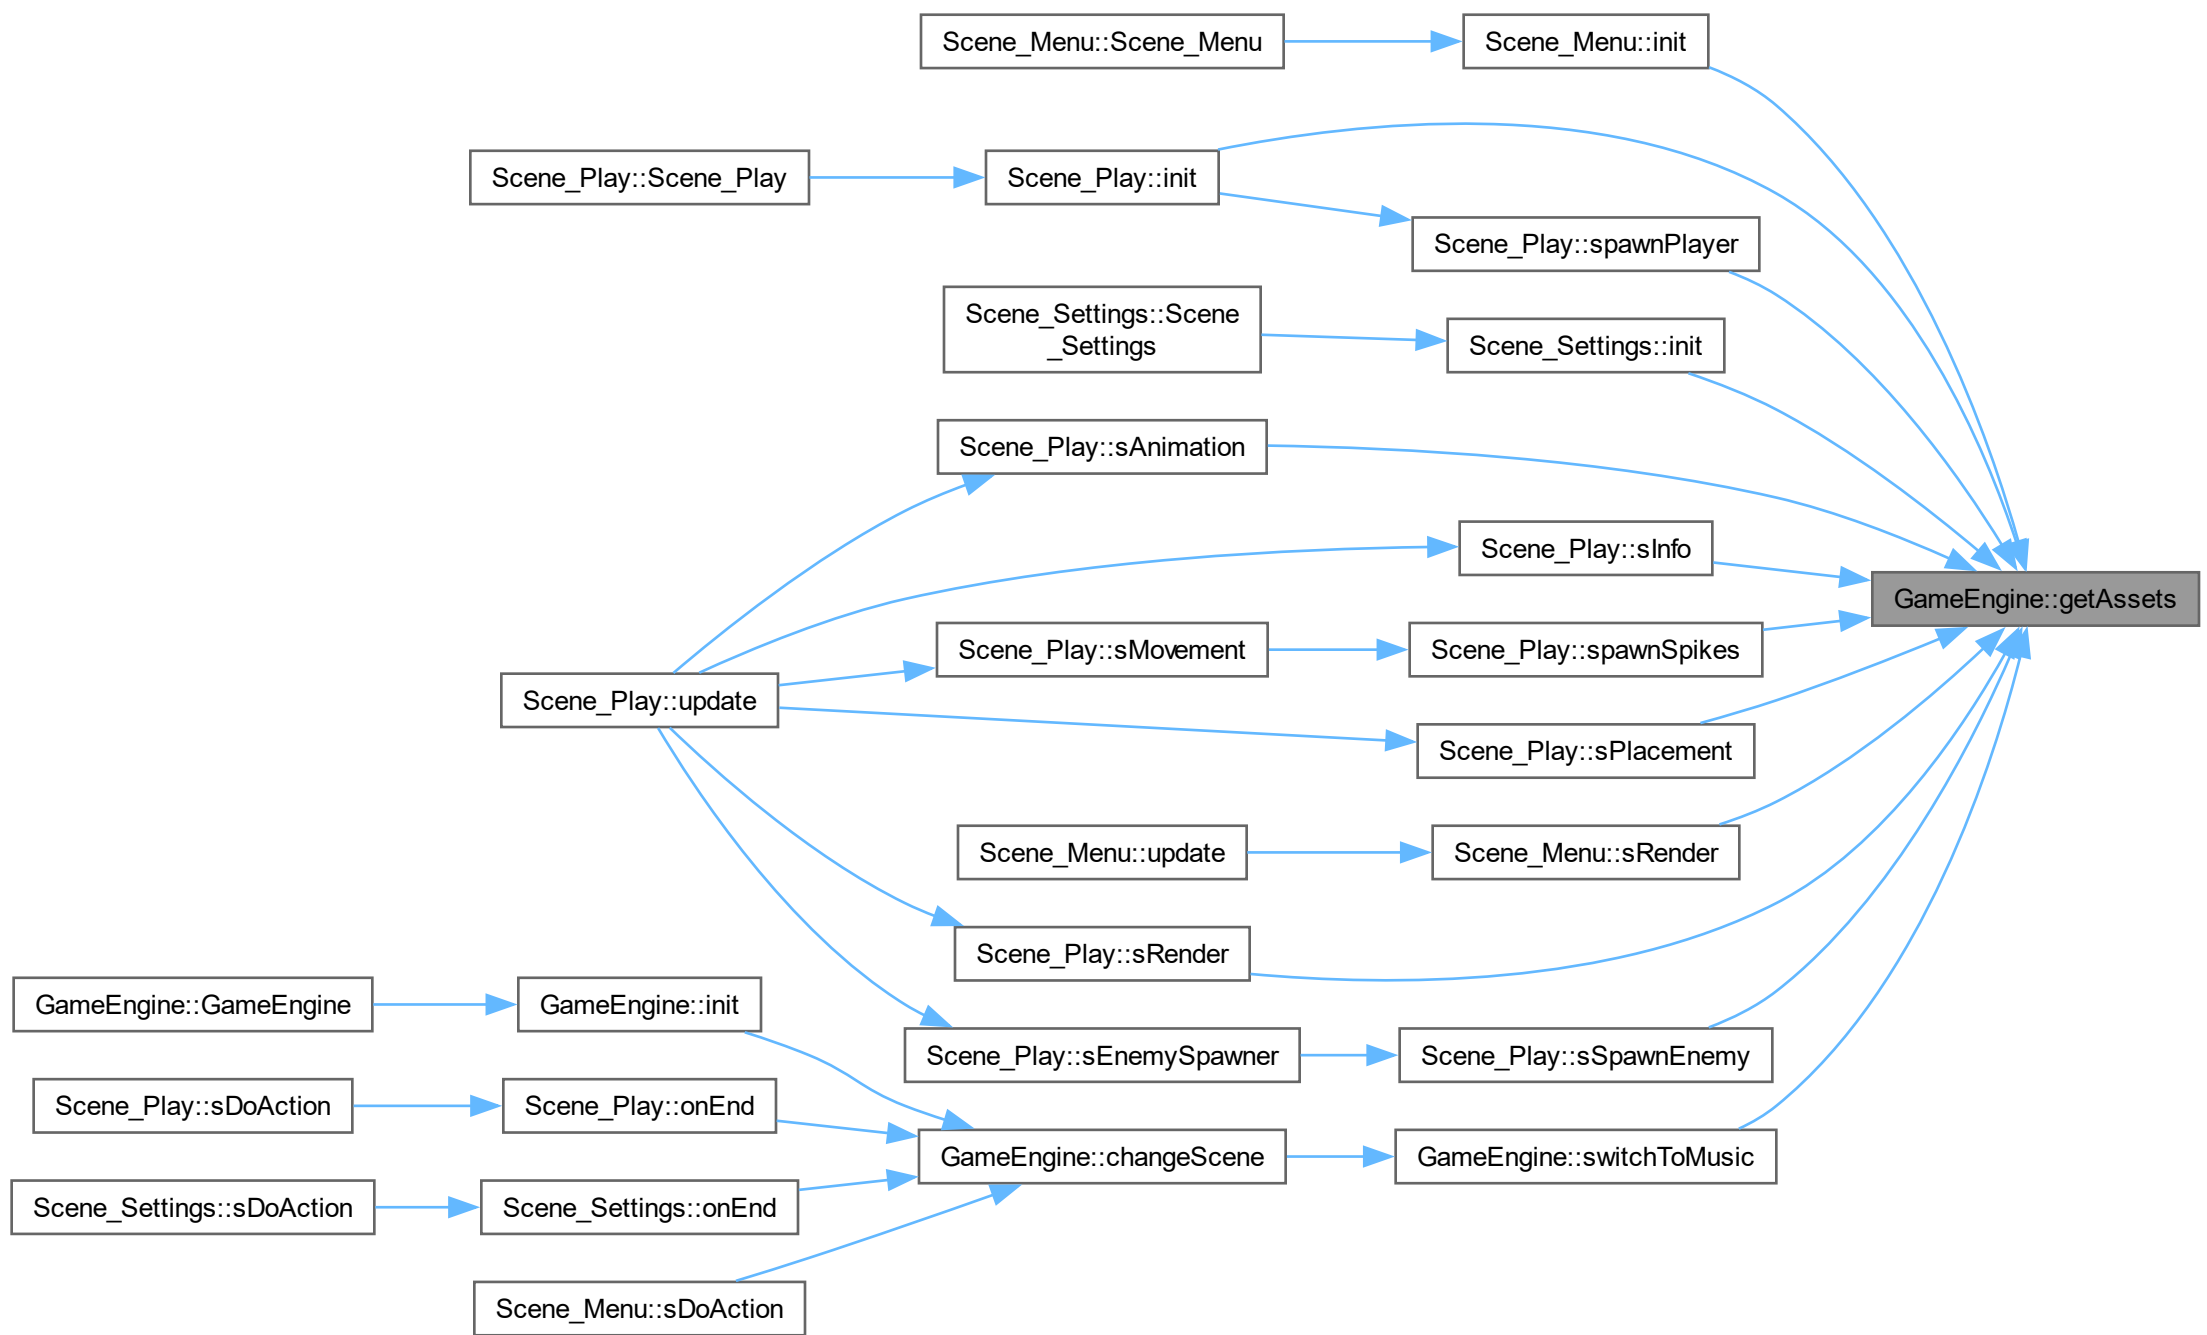 Scene_Menu::Scene_Menu
Scene_Menu::init
Scene_Play::Scene_Play
Scene_Play::init
Scene_Play::spawnPlayer
Scene_Settings::Scene
_Settings
Scene_Settings::init
Scene_Play::sAnimation
Scene_Play::sInfo
GameEngine::getAssets
Scene_Play::sMovement
Scene_Play::spawnSpikes
Scene_Play::update
Scene_Play::sPlacement
Scene_Menu::update
Scene_Menu::sRender
Scene_Play::sRender
GameEngine::GameEngine
GameEngine::init
Scene_Play::sEnemySpawner
Scene_Play::sSpawnEnemy
Scene_Play::sDoAction
Scene_Play::onEnd
GameEngine::changeScene
GameEngine::switchToMusic
Scene_Settings::sDoAction
Scene_Settings::onEnd
Scene_Menu::sDoAction